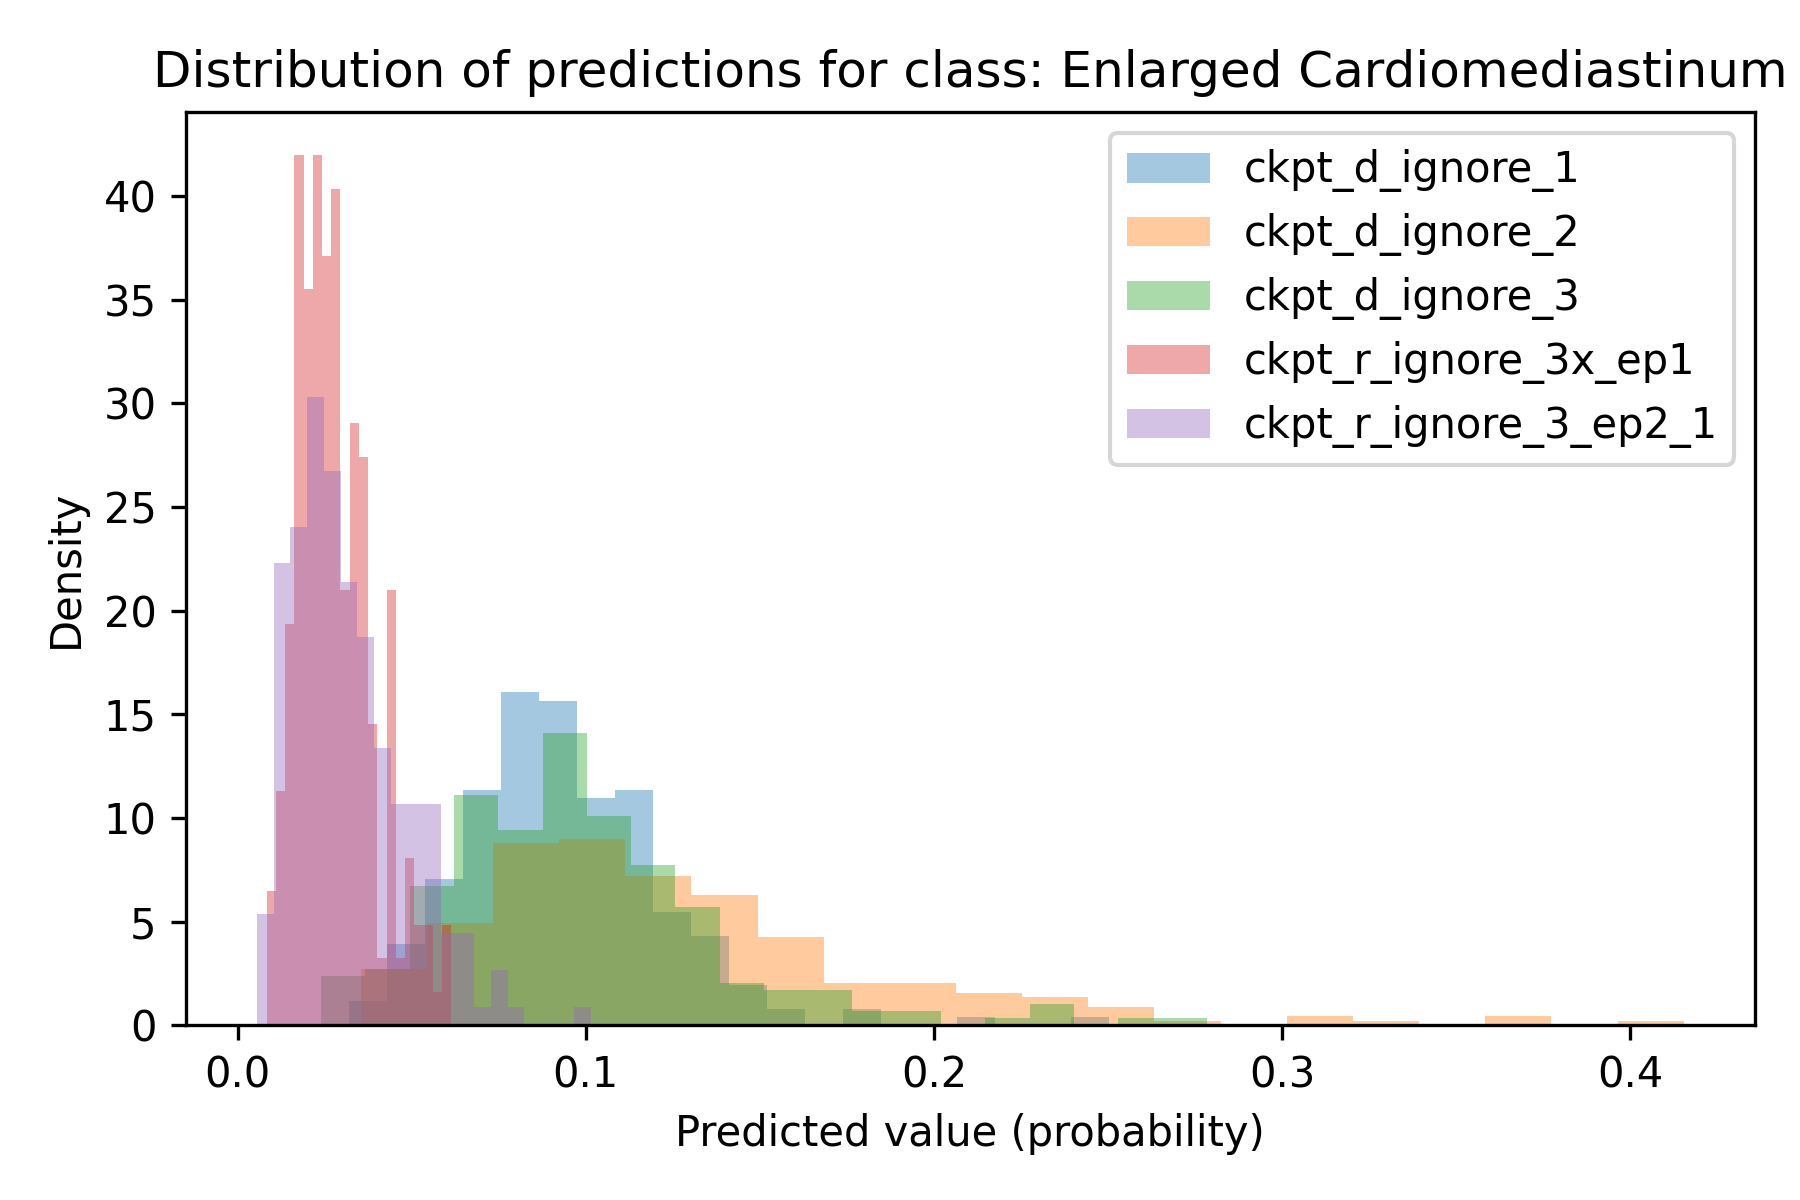 Distribution of predictions for class: Enlarged Cardiomediastinum
ckpt_d_ignore_1
ckpt_d_ignore_2
ckpt_d_ignore_3
ckpt_r_ignore_3x_ep1
ckpt_r_ignore_3_ep2_1
Density
40
35
30
25
20
15
10
5
0
0.0 0.1 0.2 0.3 0.4
Predicted value (probability)